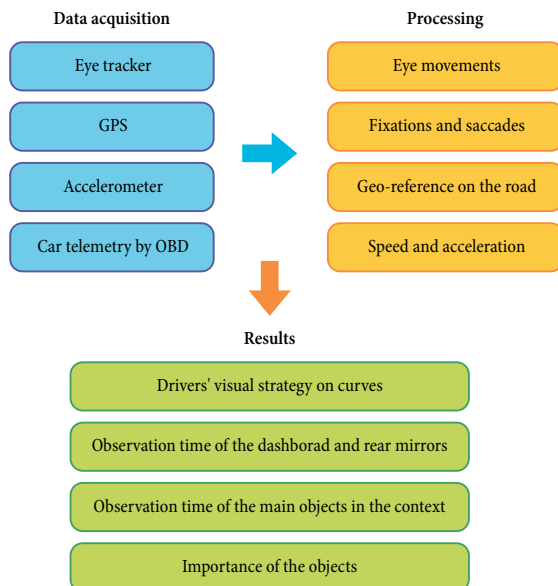 Data acquisition
Eye tracker
GPS
Accelerometer
Car telemetry by OBD
Processing
Eye movements
Fixations and saccades
Geo-reference on the road
Speed and acceleration
Results
Drivers' visual strategy on curves
Observation time of the dashborad and rear mirrors
Observation time of the main objects in the context
Importance of the objects